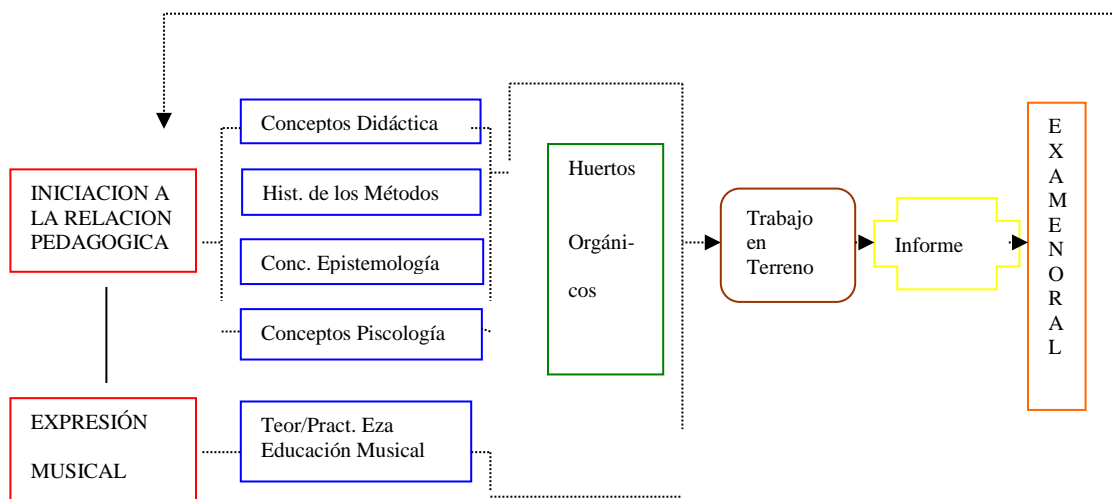 INICIACION A
LA RELACION
PEDAGOGICA
Conceptos Didáctica
Hist. de los Métodos
Conc. Epistemología
Conceptos Piscología
EXPRESIÓN
MUSICAL
Teor/Pract. Eza
Educación Musical
Huertos
Orgáni-
cos
Trabajo
en
Terreno
Informe
E
X
A
M
E
N
O
R
A
L